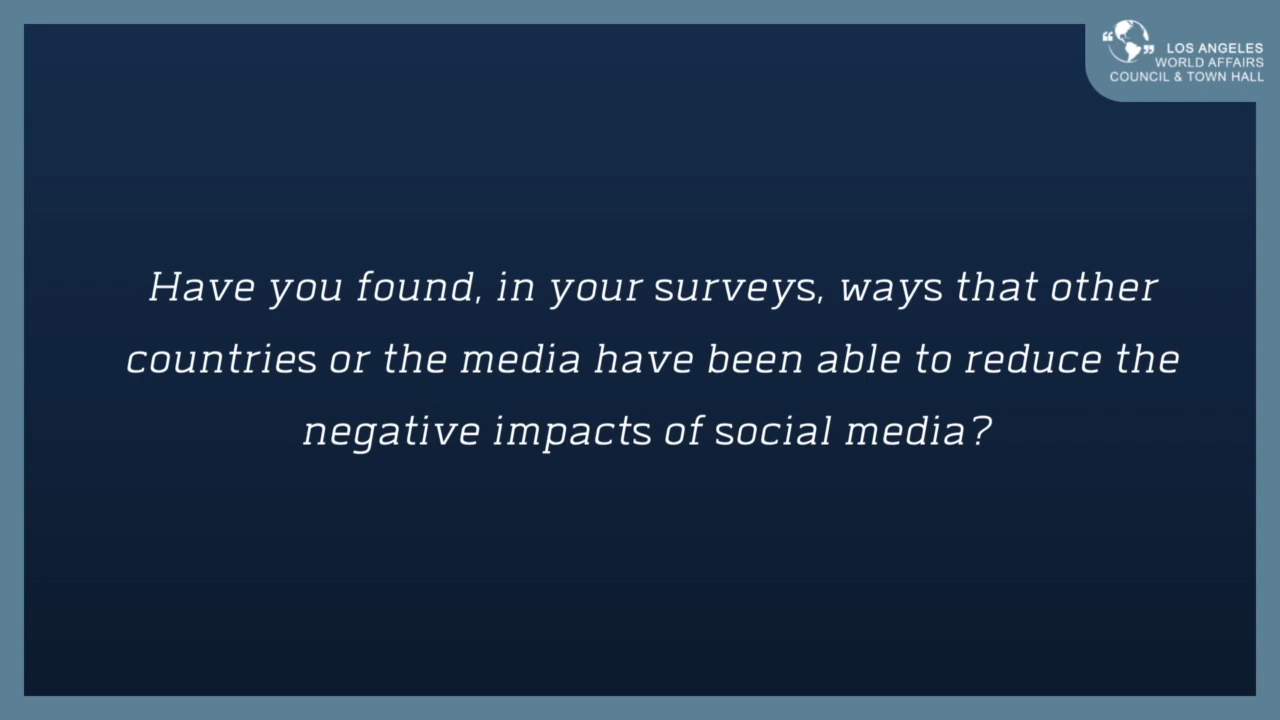 LOS ANGELES
WORLD AFFAIRS
COUNCIL & TOWN HALL
Have you found, in your surveys, ways that other
countries or the media have been able to reduce the
negative impacts of social media?